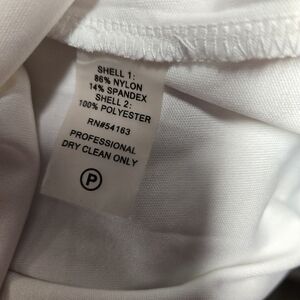 SHELL 1:
86% NYLON
14% SPANDEX
SHELL 2:
100% POLYESTER
RN#54163
PROFESSIONAL
DRY CLEAN ONLY
P